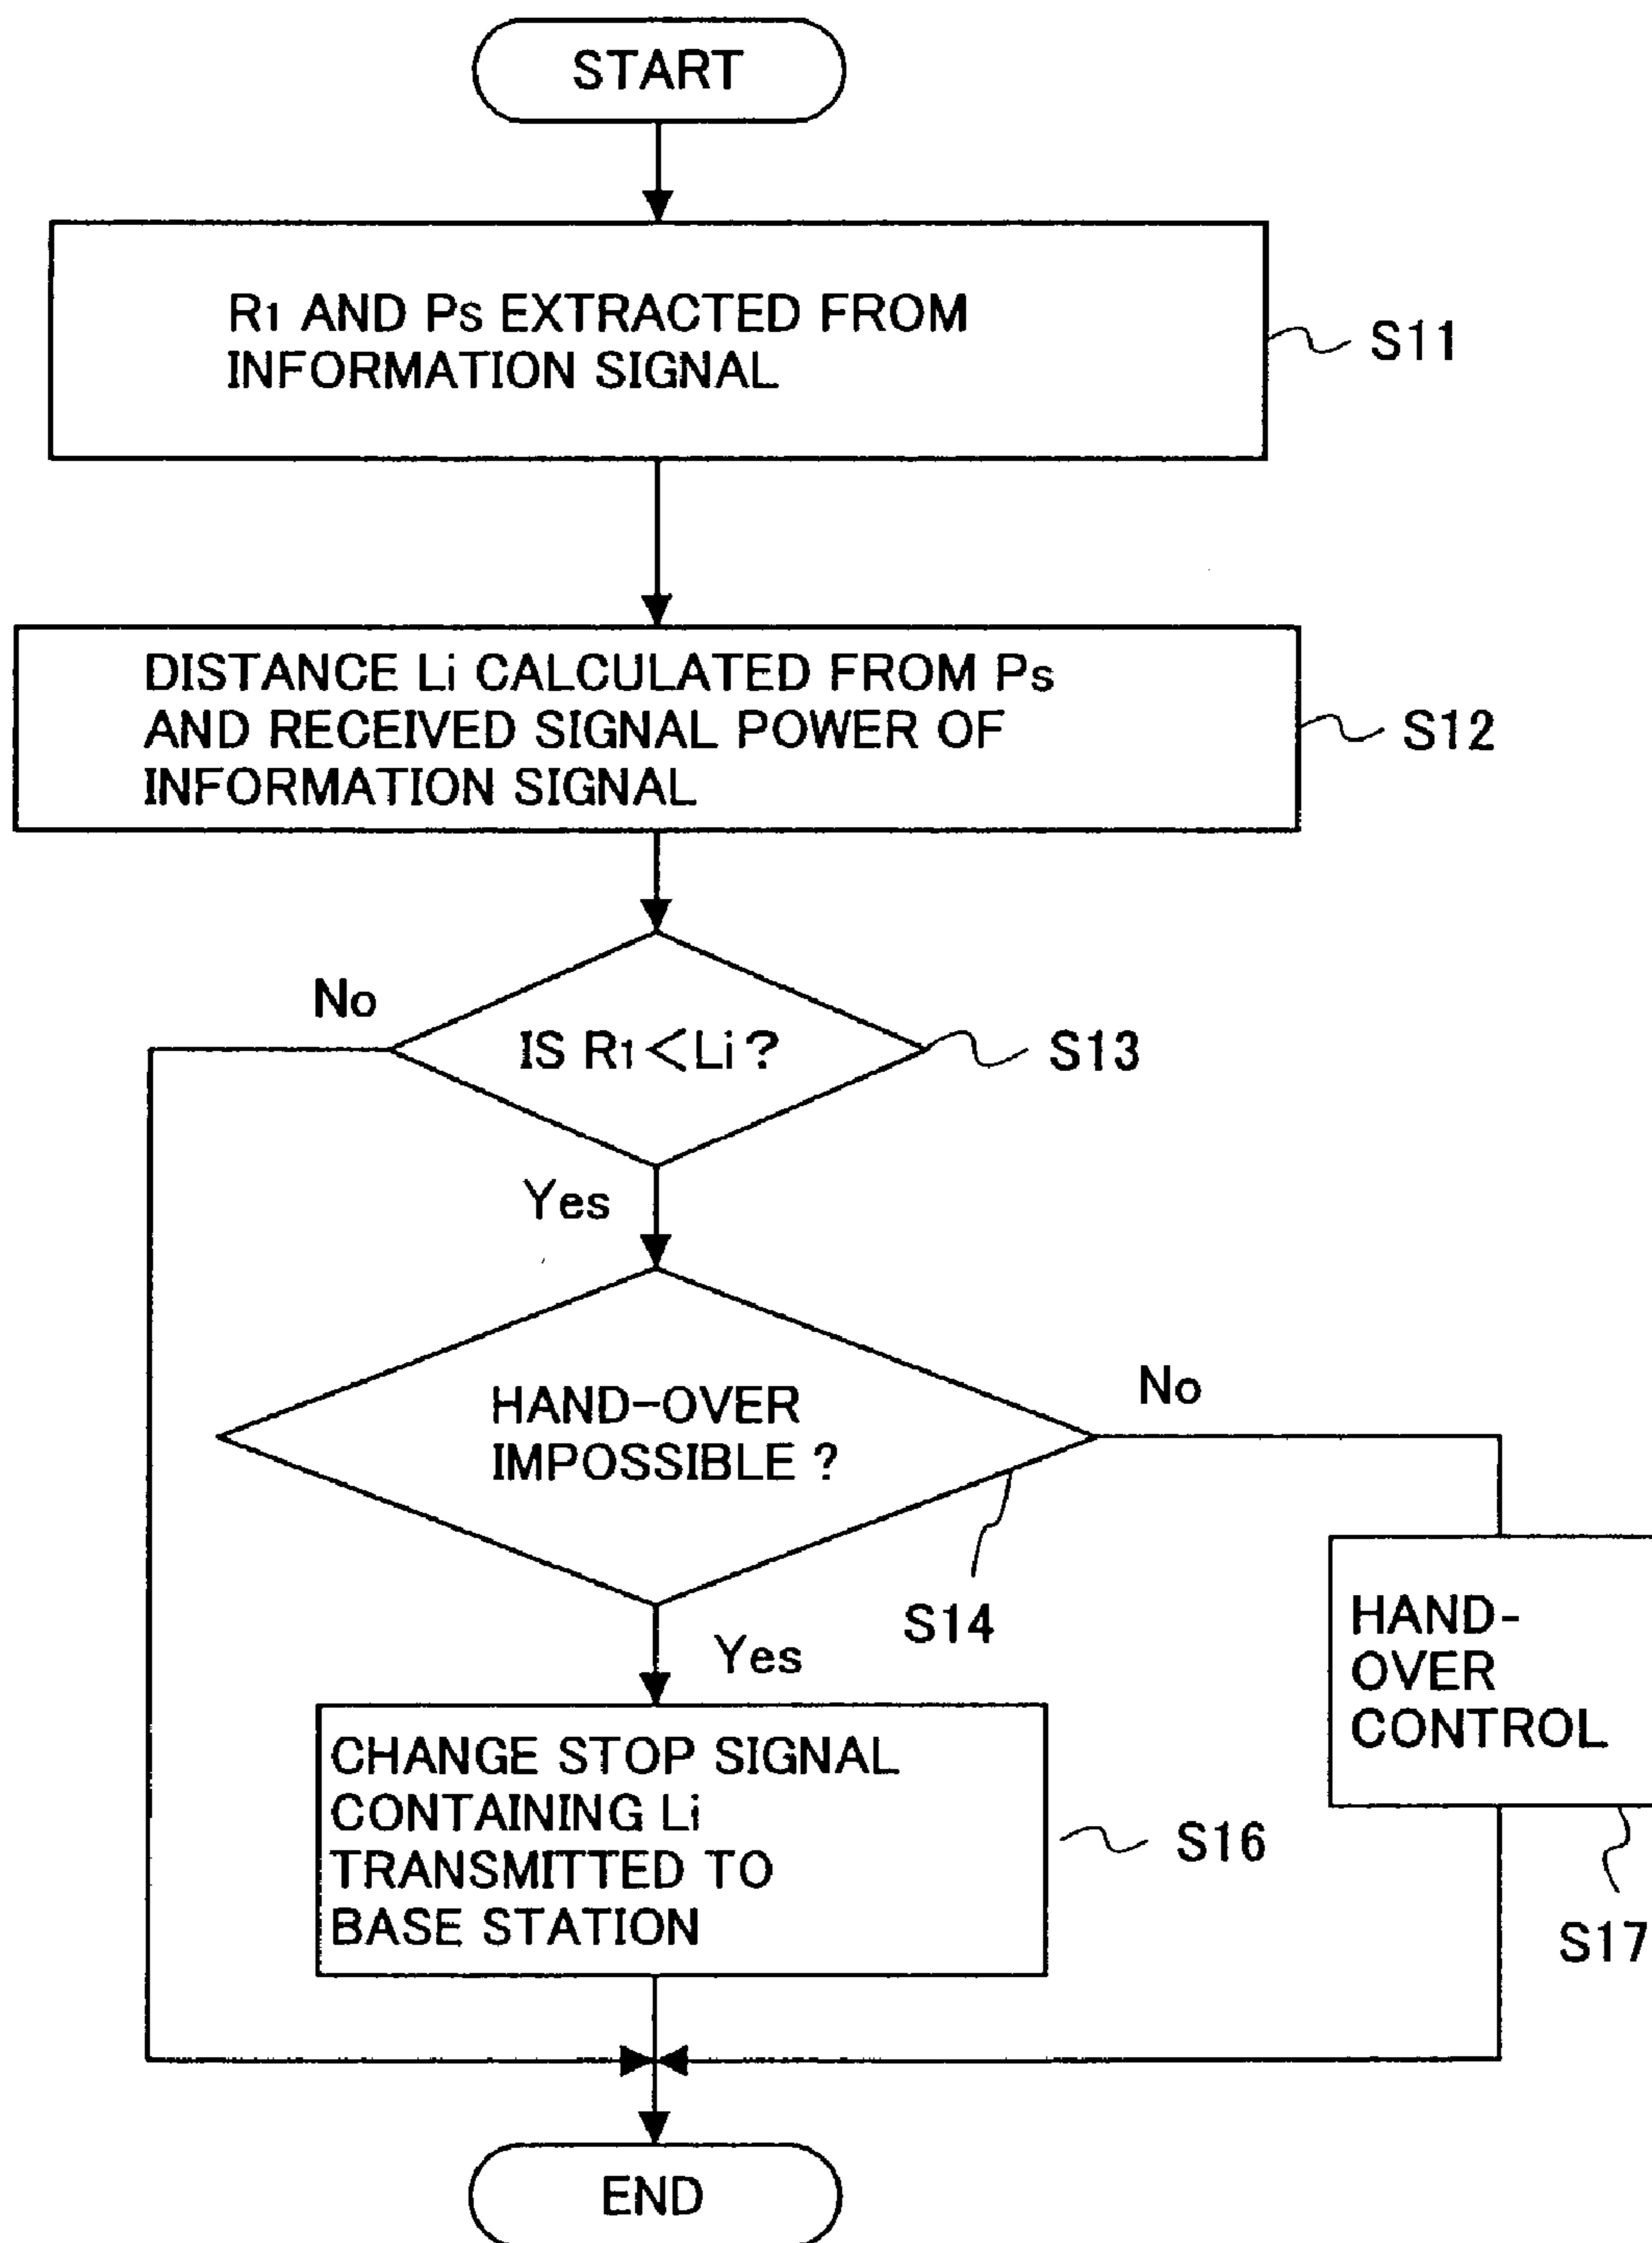 START
R1 AND Ps EXTRACTED FROM
INFORMATION SIGNAL
S11
DISTANCE Li CALCULATED FROM Ps
AND RECEIVED SIGNAL POWER OF
INFORMATION SIGNAL
S12
No
IS R1<Li?
S13
Yes
HAND-OVER
IMPOSSIBLE ?
No
S14
Yes
HAND-
OVER
CONTROL
S17
CHANGE STOP SIGNAL
CONTAINING Li
TRANSMITTED TO
BASE STATION
S16
END